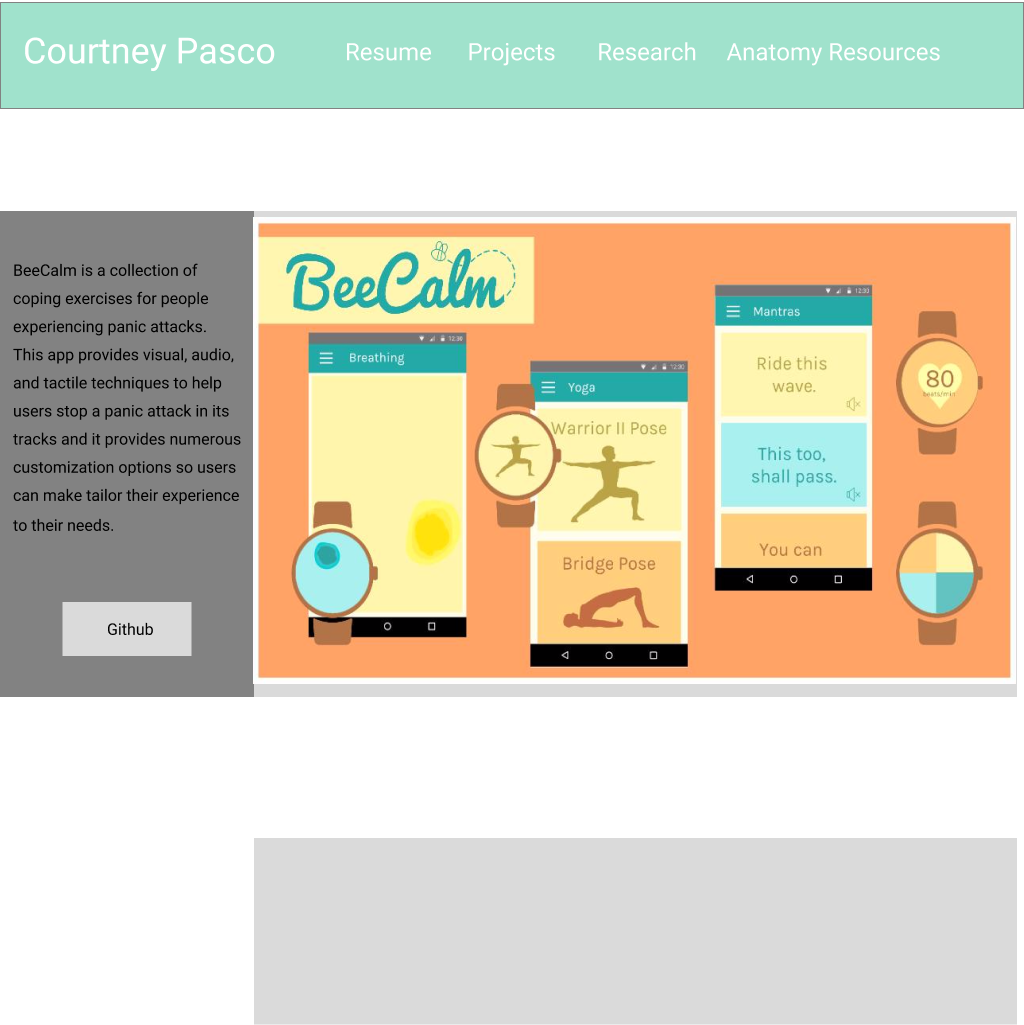 Courtney Pasco Resume Projects Research Anatomy Resources
BeeCalm is a collection of
coping exercises for people
experiencing panic attacks.
This app provides visual, audio,
and tactile techniques to help
users stop a panic attack in its
tracks and it provides numerous
customization options so users
can make tailor their experience
to their needs.
Github
BeeCalm
12:38
Breathing
12:30
Yoga
Warrior II Pose
Bridge Pose
12:30
Mantras
Ride this
wave.
This too,
shall pass.
You can
80
beats/min